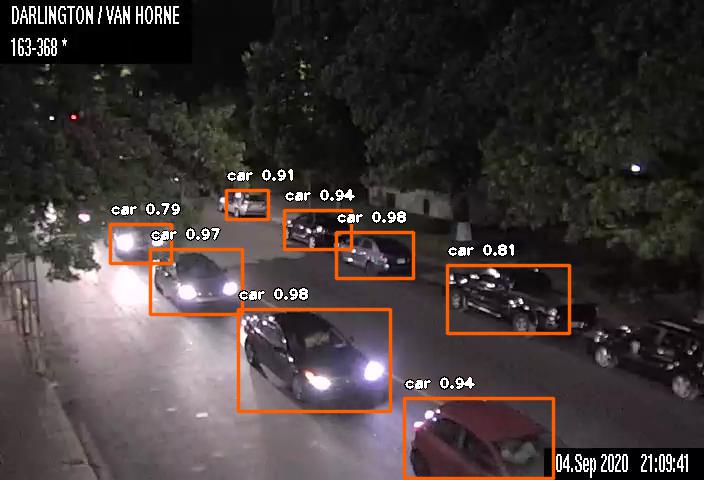 DARLINGTON / VAN HORNE
163-368 *
car 0.91
car 0.94
car 0.79
car 0.98
car 0.97
car 0.81
car 0.98
car 0.94
04.Sep 2020 21:09:41